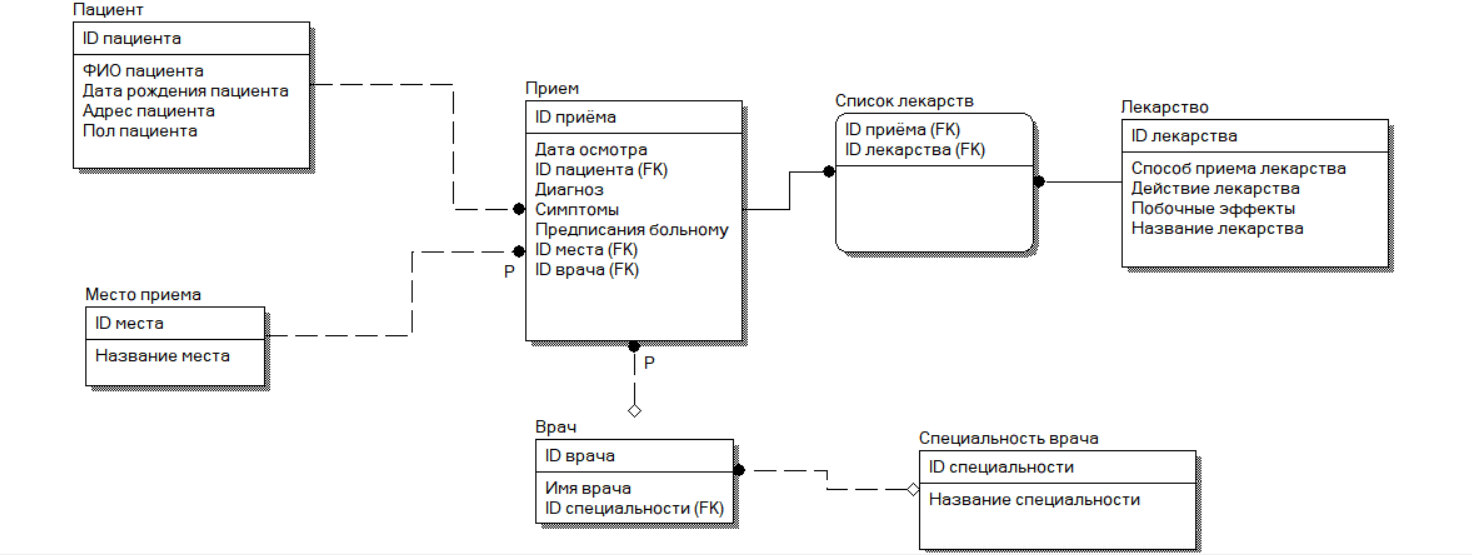 Пациент
ID пациента
ФИО пациента
Дата рождения пациента
Адрес пациента
Пол пациента
Прием
ID приёма
Дата осмотра
ID пациента (FK)
Диагноз
Симптомы
Предписания больному
ID места (FK)
ID врача (FK)
P
P
Список лекарств
ID приёма (FK)
ID лекарства (FK)
Лекарство
ID лекарства
Способ приема лекарства
Действие лекарства
Побочные эффекты
Название лекарства
Место приема
ID места
Название места
Врач
ID врача
Имя врача
ID специальности (FK)
Специальность врача
ID специальности
Название специальности